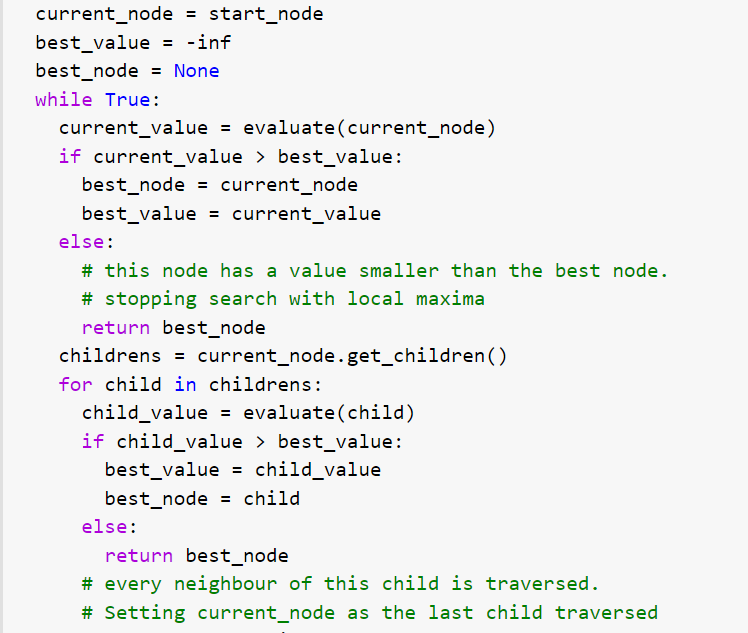 current_node = start_node
best_value = -inf
best_node = None
while True:
  current_value = evaluate(current_node)
  if current_value > best_value:
    best_node = current_node
    best_value = current_value
  else:
    # this node has a value smaller than the best node.
    # stopping search with local maxima
    return best_node
  childrens = current_node.get_children()
  for child in childrens:
    child_value = evaluate(child)
    if child_value > best_value:
      best_value = child_value
      best_node = child
    else:
      return best_node
    # every neighbour of this child is traversed.
    # Setting current_node as the last child traversed